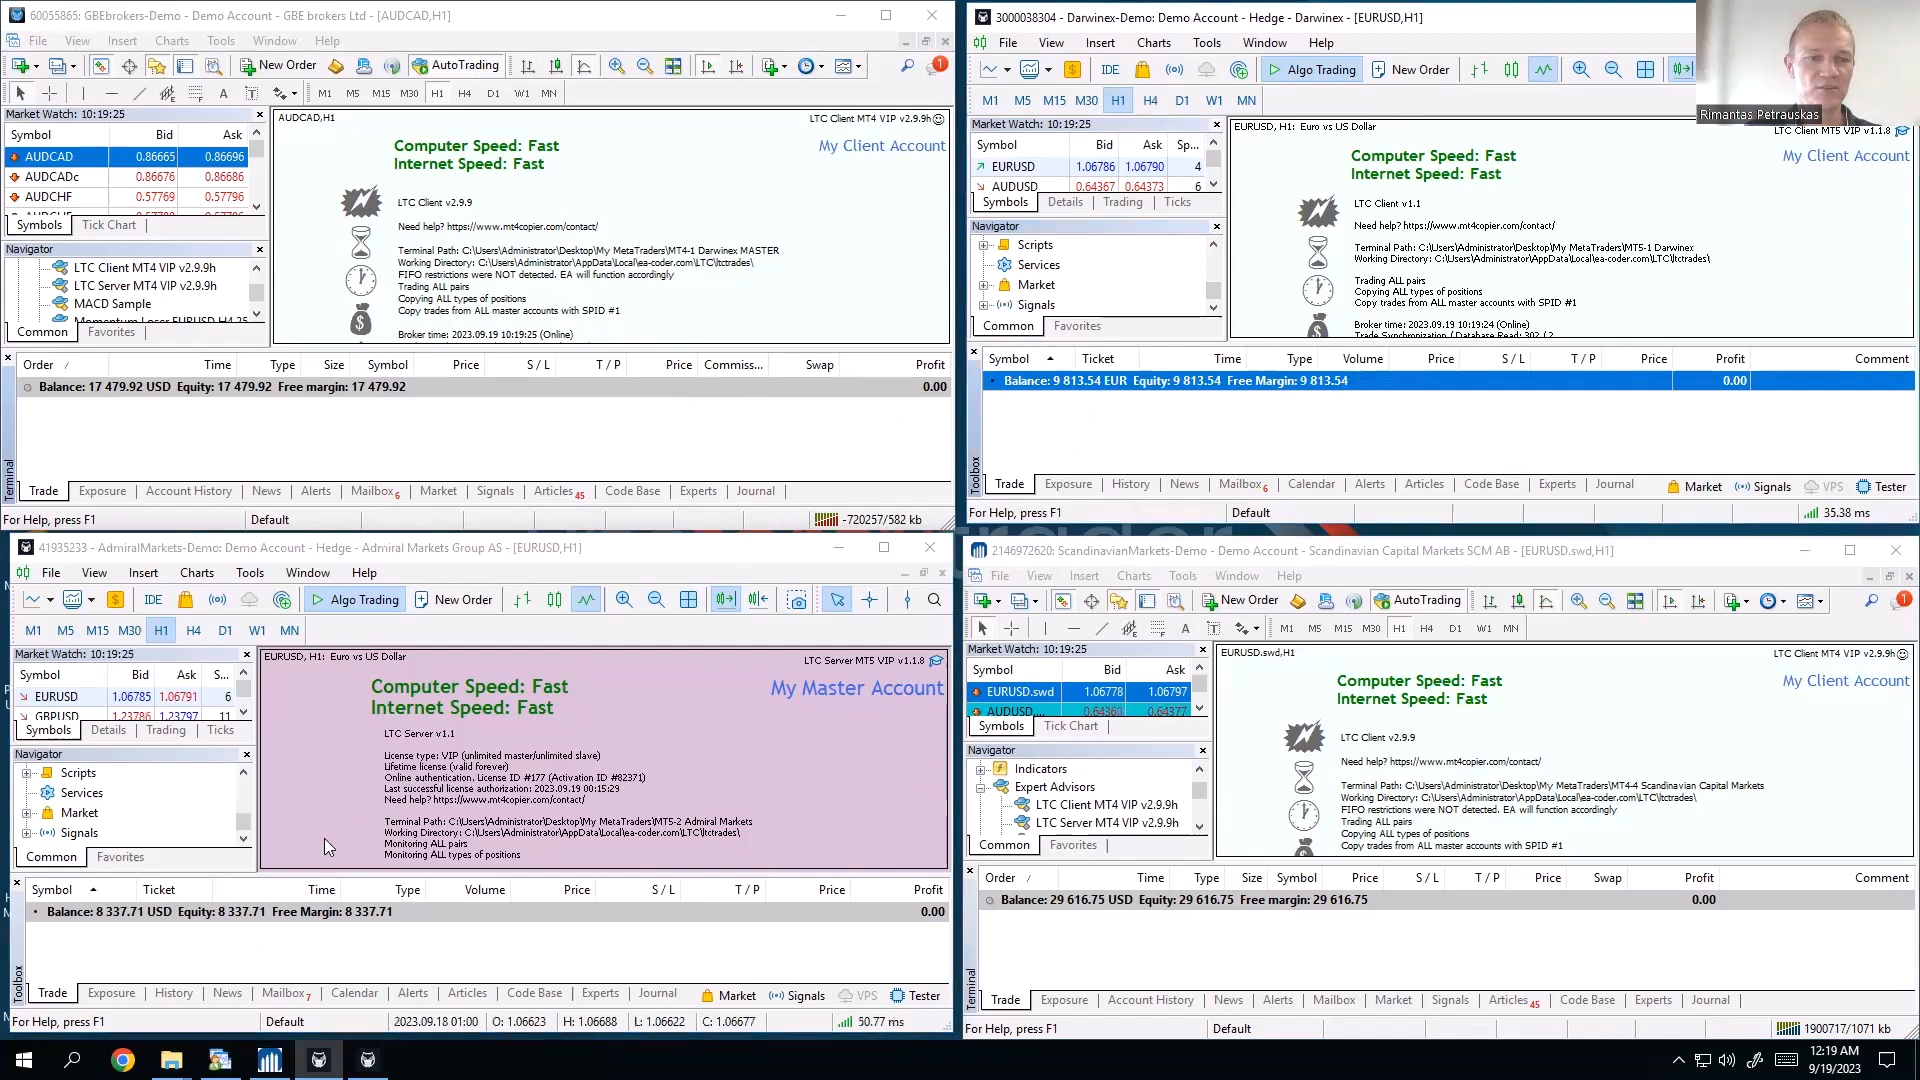 60055865: GBEbrokers-Demo - Demo Account - GBE brokers Ltd - [AUDCAD,H1]
File View Insert Charts Tools Window Help
New Order AutoTrading 1
M1 M5 M15 M30 H1 H4 D1 W1 MN
Market Watch: 10:19:25
Symbol Bid Ask
AUDCAD 0.86665 0.86696
AUDCADc 0.86676 0.86686
AUDCHF 0.57769 0.57796
Symbols Tick Chart
Navigator
LTC Client MT4 VIP v2.9.9h
LTC Server MT4 VIP v2.9.9h
MACD Sample
Momentum Loser EURUSD H4 25
Common Favorites
AUDCAD,H1
LTC Client MT4 VIP v2.9.9h
Computer Speed: Fast
Internet Speed: Fast
My Client Account
LTC Client v2.9.9
Need help? https://www.mt4copier.com/contact/
Terminal Path: C:\Users\Administrator\Desktop\My MetaTraders\MT4-1 Darwinex MASTER
Working Directory: C:\Users\Administrator\AppData\Local\ea-coder.com\LTC\ltctrades\
FIFO restrictions were NOT detected. EA will function accordingly
Trading ALL pairs
Copying ALL types of positions
Copy trades from ALL master accounts with SPID #1
Broker time: 2023.09.19 10:19:25 (Online)
Order / Time Type Size Symbol Price S / L T / P Price Commiss... Swap Profit
Balance: 17 479.92 USD Equity: 17 479.92 Free margin: 17 479.92 0.00
Terminal
Trade Exposure Account History News Alerts Mailbox 6 Market Signals Articles 45 Code Base Experts Journal
For Help, press F1 Default -720257/582 kb
3000038304 - Darwinex-Demo: Demo Account - Hedge - Darwinex - [EURUSD,H1]
File View Insert Charts Tools Window Help
IDE Algo Trading New Order
M1 M5 M15 M30 H1 H4 D1 W1 MN
Rimantas Petrauskas
Market Watch: 10:19:25
Symbol Bid Ask Sp...
EURUSD 1.06786 1.06790 4
AUDUSD 0.64367 0.64373 6
Symbols Details Trading Ticks
Navigator
Scripts
Services
Market
Signals
Common Favorites
EURUSD, H1: Euro vs US Dollar
LTC Client MT5 VIP v1.1.8
Computer Speed: Fast
Internet Speed: Fast
My Client Account
LTC Client v1.1
Need help? https://www.mt4copier.com/contact/
Terminal Path: C:\Users\Administrator\Desktop\My MetaTraders\MT5-1 Darwinex
Working Directory: C:\Users\Administrator\AppData\Local\ea-coder.com\LTC\ltctrades\
Trading ALL pairs
Copying ALL types of positions
Copy trades from ALL master accounts with SPID #1
Broker time: 2023.09.19 10:19:24 (Online)
Trade Synchronization / Database Read: 302 / 2
Symbol Ticket Time Type Volume Price S / L T / P Price Profit Comment
Balance: 9 813.54 EUR Equity: 9 813.54 Free Margin: 9 813.54 0.00
Toolbox
Trade Exposure History News Mailbox 6 Calendar Alerts Articles Code Base Experts Journal Market Signals VPS Tester
For Help, press F1 Default 35.38 ms
41935233 - AdmiralMarkets-Demo: Demo Account - Hedge - Admiral Markets Group AS - [EURUSD,H1]
File View Insert Charts Tools Window Help
IDE Algo Trading New Order
M1 M5 M15 M30 H1 H4 D1 W1 MN
Market Watch: 10:19:25
Symbol Bid Ask S...
EURUSD 1.06785 1.06791 6
GBPUSD 1.23786 1.23797 11
Symbols Details Trading Ticks
Navigator
Scripts
Services
Market
Signals
Common Favorites
EURUSD, H1: Euro vs US Dollar
LTC Server MT5 VIP v1.1.8
Computer Speed: Fast
Internet Speed: Fast
My Master Account
LTC Server v1.1
License type: VIP (unlimited master/unlimited slave)
Lifetime license (valid forever)
Online authentication. License ID #177 (Activation ID #82371)
Last successful license authorization: 2023.09.19 00:15:29
Need help? https://www.mt4copier.com/contact/
Terminal Path: C:\Users\Administrator\Desktop\My MetaTraders\MT5-2 Admiral Markets
Working Directory: C:\Users\Administrator\AppData\Local\ea-coder.com\LTC\ltctrades\
Monitoring ALL pairs
Monitoring ALL types of positions
Symbol Ticket Time Type Volume Price S / L T / P Price Profit
Balance: 8 337.71 USD Equity: 8 337.71 Free Margin: 8 337.71 0.00
Toolbox
Trade Exposure History News Mailbox 7 Calendar Alerts Articles Code Base Experts Journal Market Signals VPS Tester
For Help, press F1 Default 2023.09.18 01:00 O: 1.06623 H: 1.06688 L: 1.06622 C: 1.06677 50.77 ms
2146972620: ScandinavianMarkets-Demo - Demo Account - Scandinavian Capital Markets SCM AB - [EURUSD.swd,H1]
File View Insert Charts Tools Window Help
New Order AutoTrading 1
M1 M5 M15 M30 H1 H4 D1 W1 MN
Market Watch: 10:19:25
Symbol Bid Ask
EURUSD.swd 1.06778 1.06797
AUDUSD.... 0.64360 0.64377
Symbols Tick Chart
Navigator
Indicators
Expert Advisors
LTC Client MT4 VIP v2.9.9h
LTC Server MT4 VIP v2.9.9h
Common Favorites
EURUSD.swd,H1
LTC Client MT4 VIP v2.9.9h
Computer Speed: Fast
Internet Speed: Fast
My Client Account
LTC Client v2.9.9
Need help? https://www.mt4copier.com/contact/
Terminal Path: C:\Users\Administrator\Desktop\My MetaTraders\MT4-4 Scandinavian Capital Markets
Working Directory: C:\Users\Administrator\AppData\Local\ea-coder.com\LTC\ltctrades\
FIFO restrictions were NOT detected. EA will function accordingly
Trading ALL pairs
Copying ALL types of positions
Copy trades from ALL master accounts with SPID #1
Order / Time Type Size Symbol Price S / L T / P Price Swap Profit Comment
Balance: 29 616.75 USD Equity: 29 616.75 Free margin: 29 616.75 0.00
Terminal
Trade Exposure Account History News Alerts Mailbox Market Signals Articles 45 Code Base Experts Journal
For Help, press F1 Default 1900717/1071 kb
12:19 AM
9/19/2023